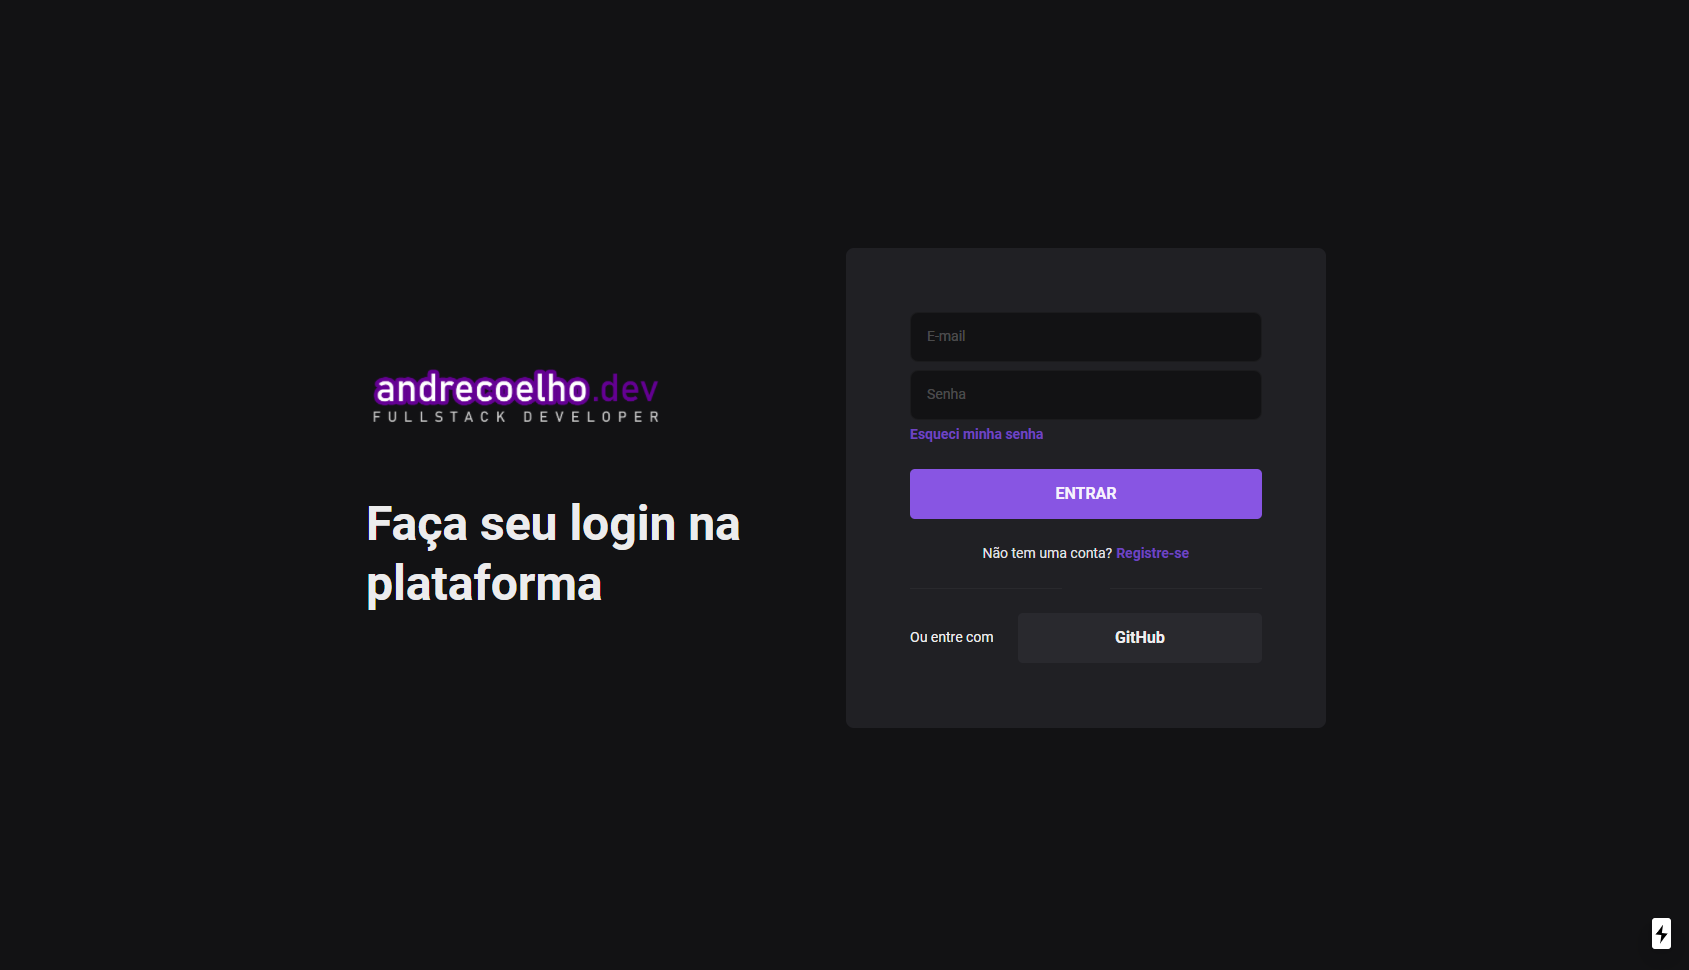 andrecoelho.dev
FULLSTACK DEVELOPER
Faça seu login na
plataforma
E-mail
Senha
Esqueci minha senha
ENTRAR
Não tem uma conta? Registre-se
Ou entre com
GitHub